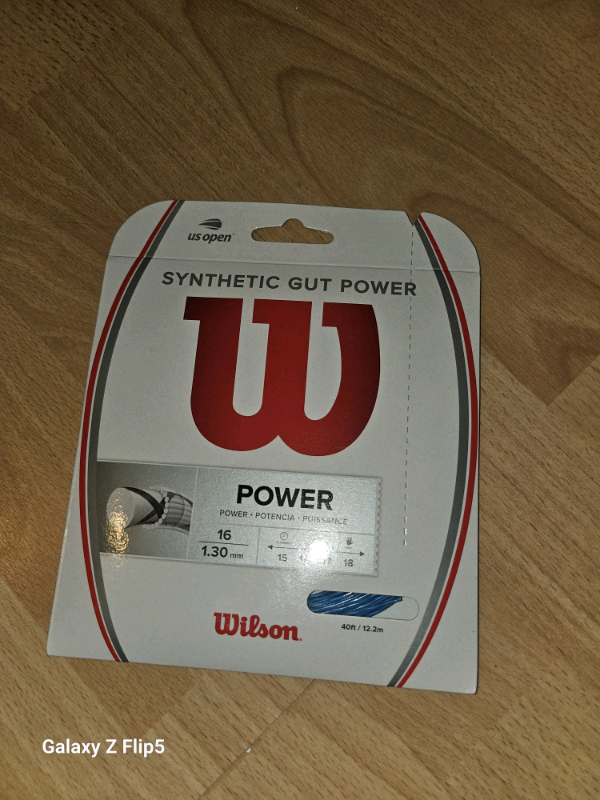 us open
SYNTHETIC GUT POWER
W
POWER
POWER • POTENCIA • PUISSANCE
16
1.30 mm
15
18
Wilson
40ft / 12.2m
Galaxy Z Flip5